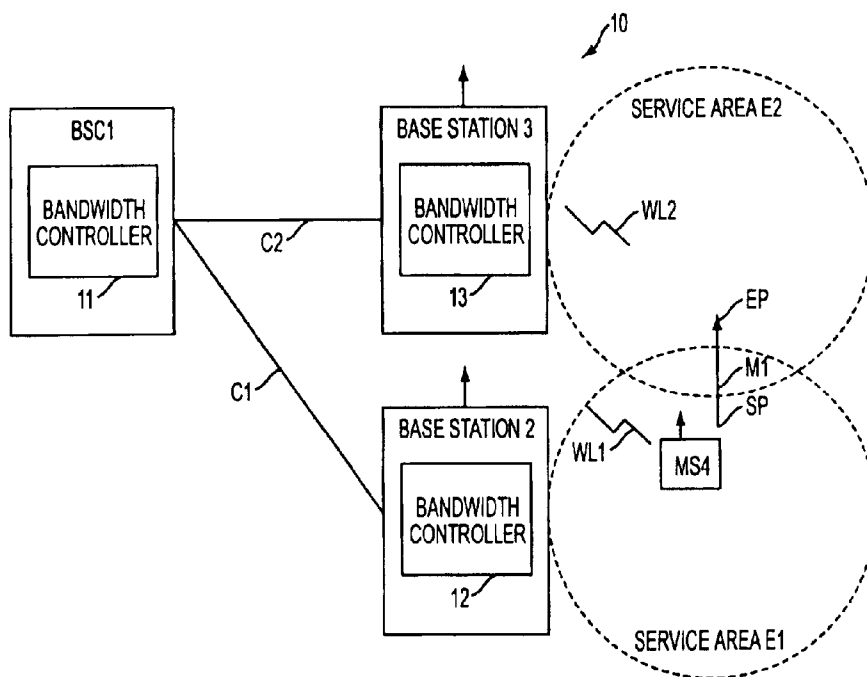 10
BSC1
BANDWIDTH
CONTROLLER
11
C2
C1
BASE STATION 3
BANDWIDTH
CONTROLLER
13
SERVICE AREA E2
WL2
EP
M1
SP
BASE STATION 2
BANDWIDTH
CONTROLLER
12
WL1
MS4
SERVICE AREA E1